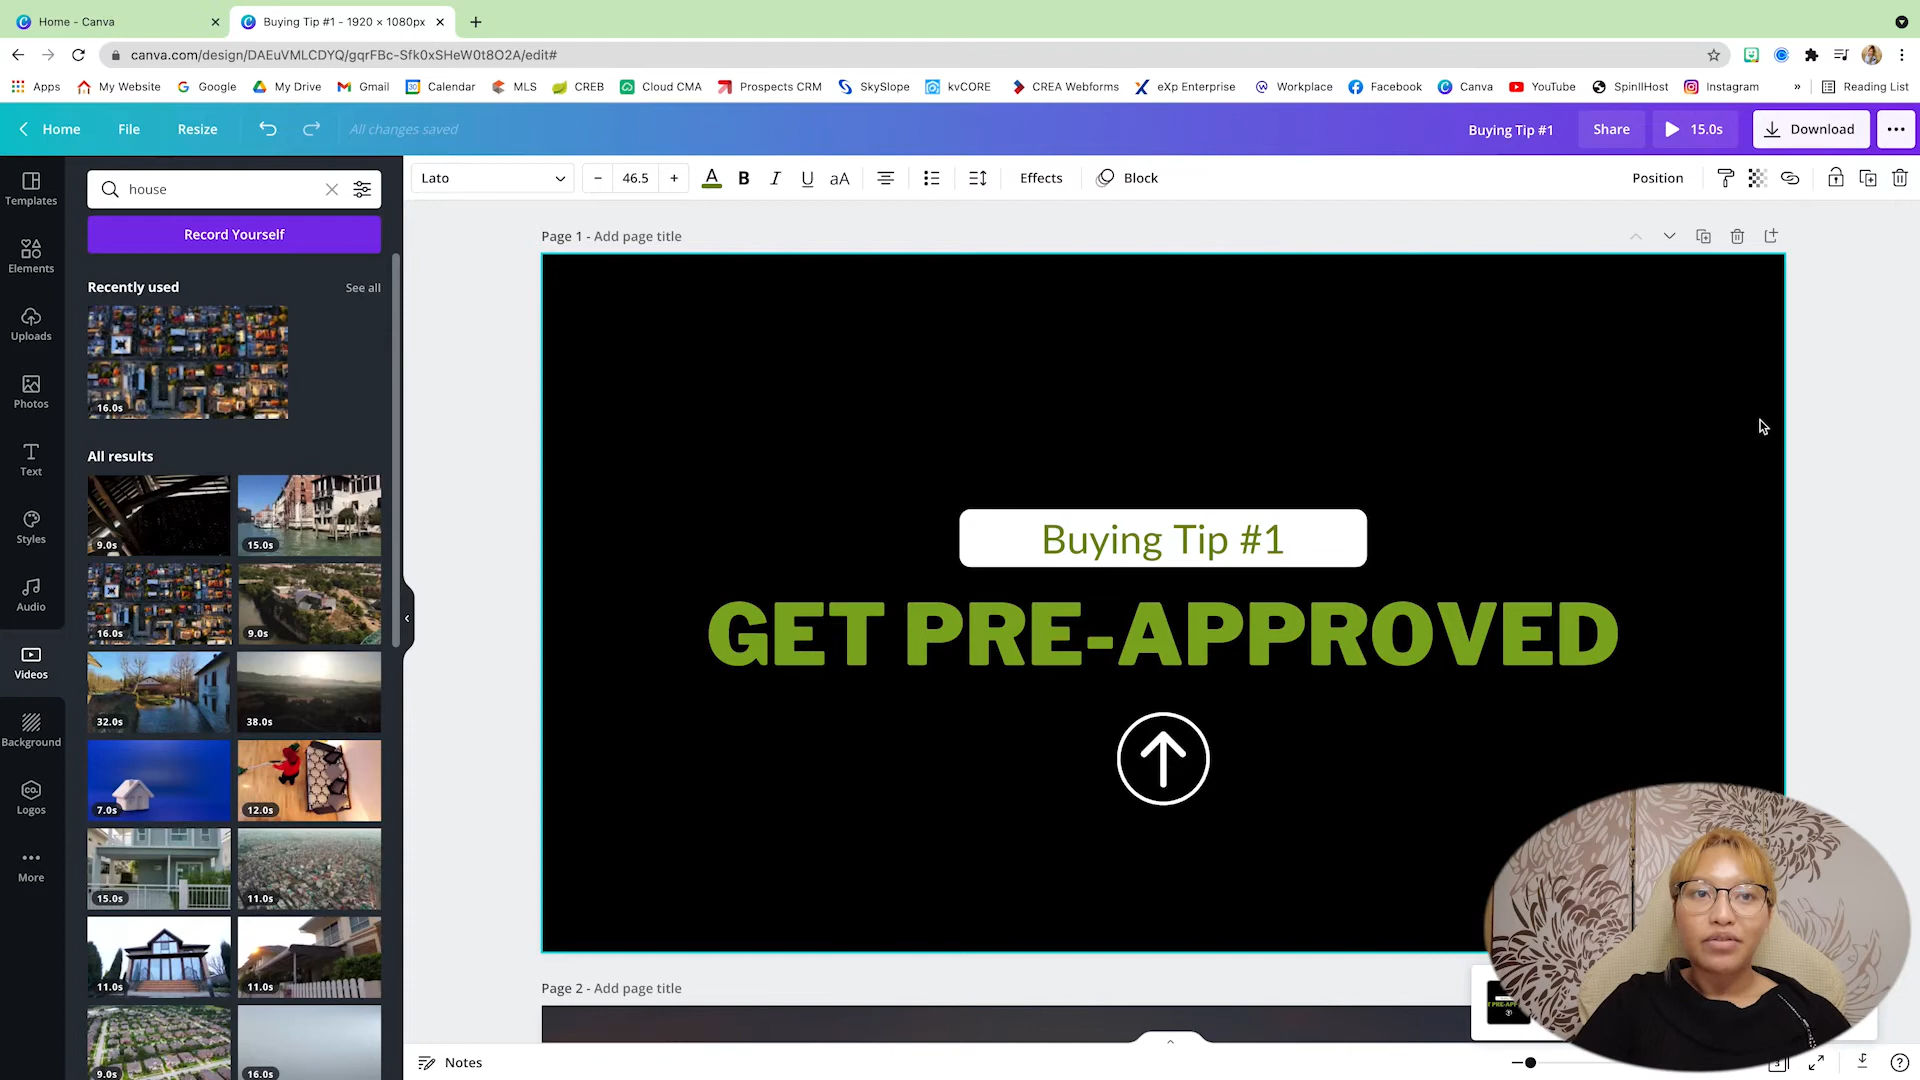 Home - Canva
Buying Tip #1 - 1920 × 1080px
canva.com/design/DAEuVMLCDYQ/gqrFBc-Sfk0xSHeW0t8O2A/edit#
Apps My Website Google My Drive Gmail Calendar MLS CREB Cloud CMA Prospects CRM SkySlope kvCORE CREA Webforms eXp Enterprise Workplace Facebook Canva YouTube SpinIlHost Instagram » Reading List
Home File Resize All changes saved Buying Tip #1 Share 15.0s Download
Lato 46.5 A B I U aA Effects Block Position
Templates
Elements
Uploads
Photos
Text
Styles
Audio
Videos
Background
CO.
Logos
More
house
Record Yourself
Recently used See all
16.0s
All results
9.0s 15.0s
16.0s 9.0s
32.0s 38.0s
7.0s 12.0s
15.0s 11.0s
11.0s 11.0s
9.0s 16.0s
Page 1 - Add page title
Buying Tip #1
GET PRE-APPROVED
Page 2 - Add page title
Notes